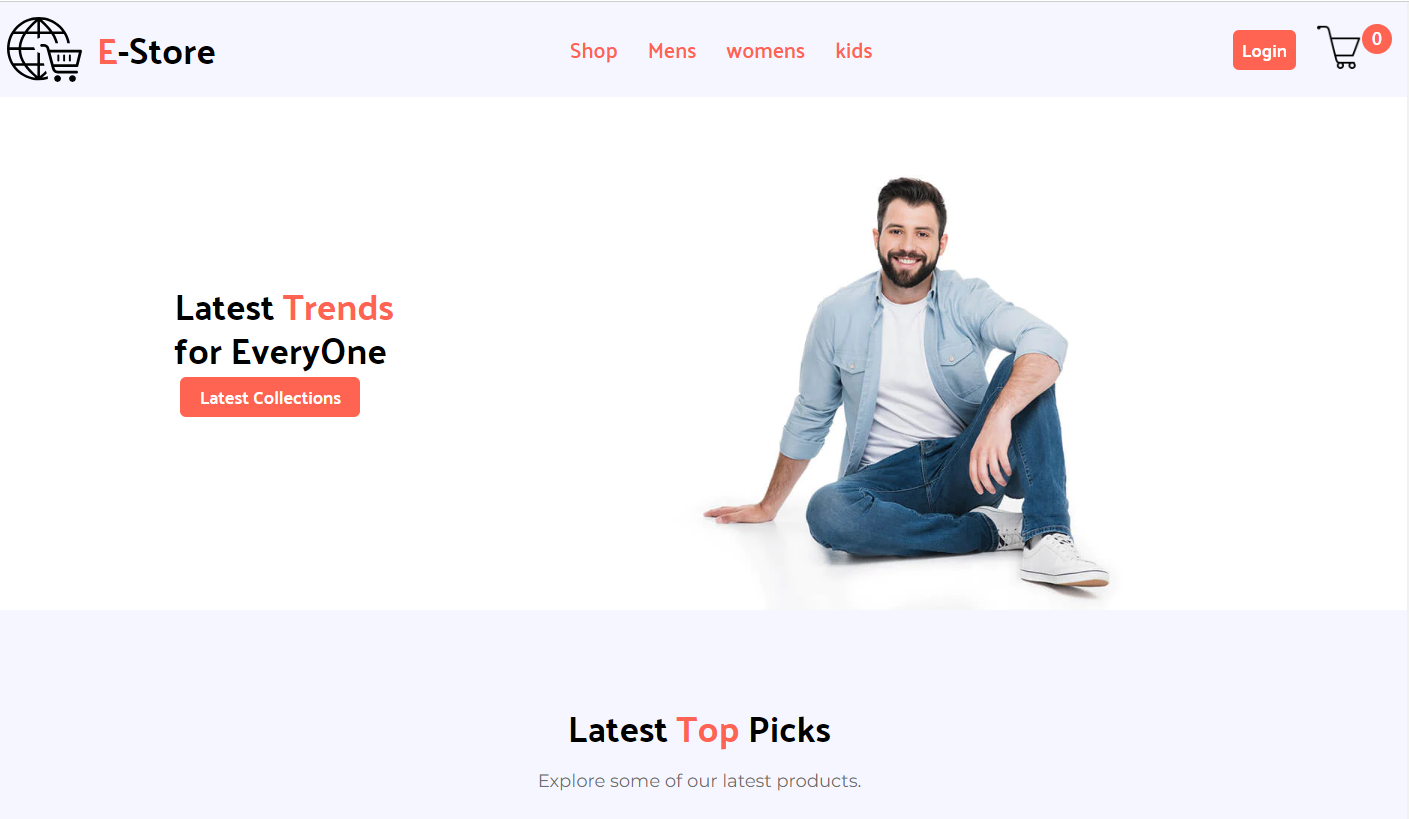 E-Store
Shop Mens womens kids
Login
0
Latest Trends
for EveryOne
Latest Collections
Latest Top Picks
Explore some of our latest products.